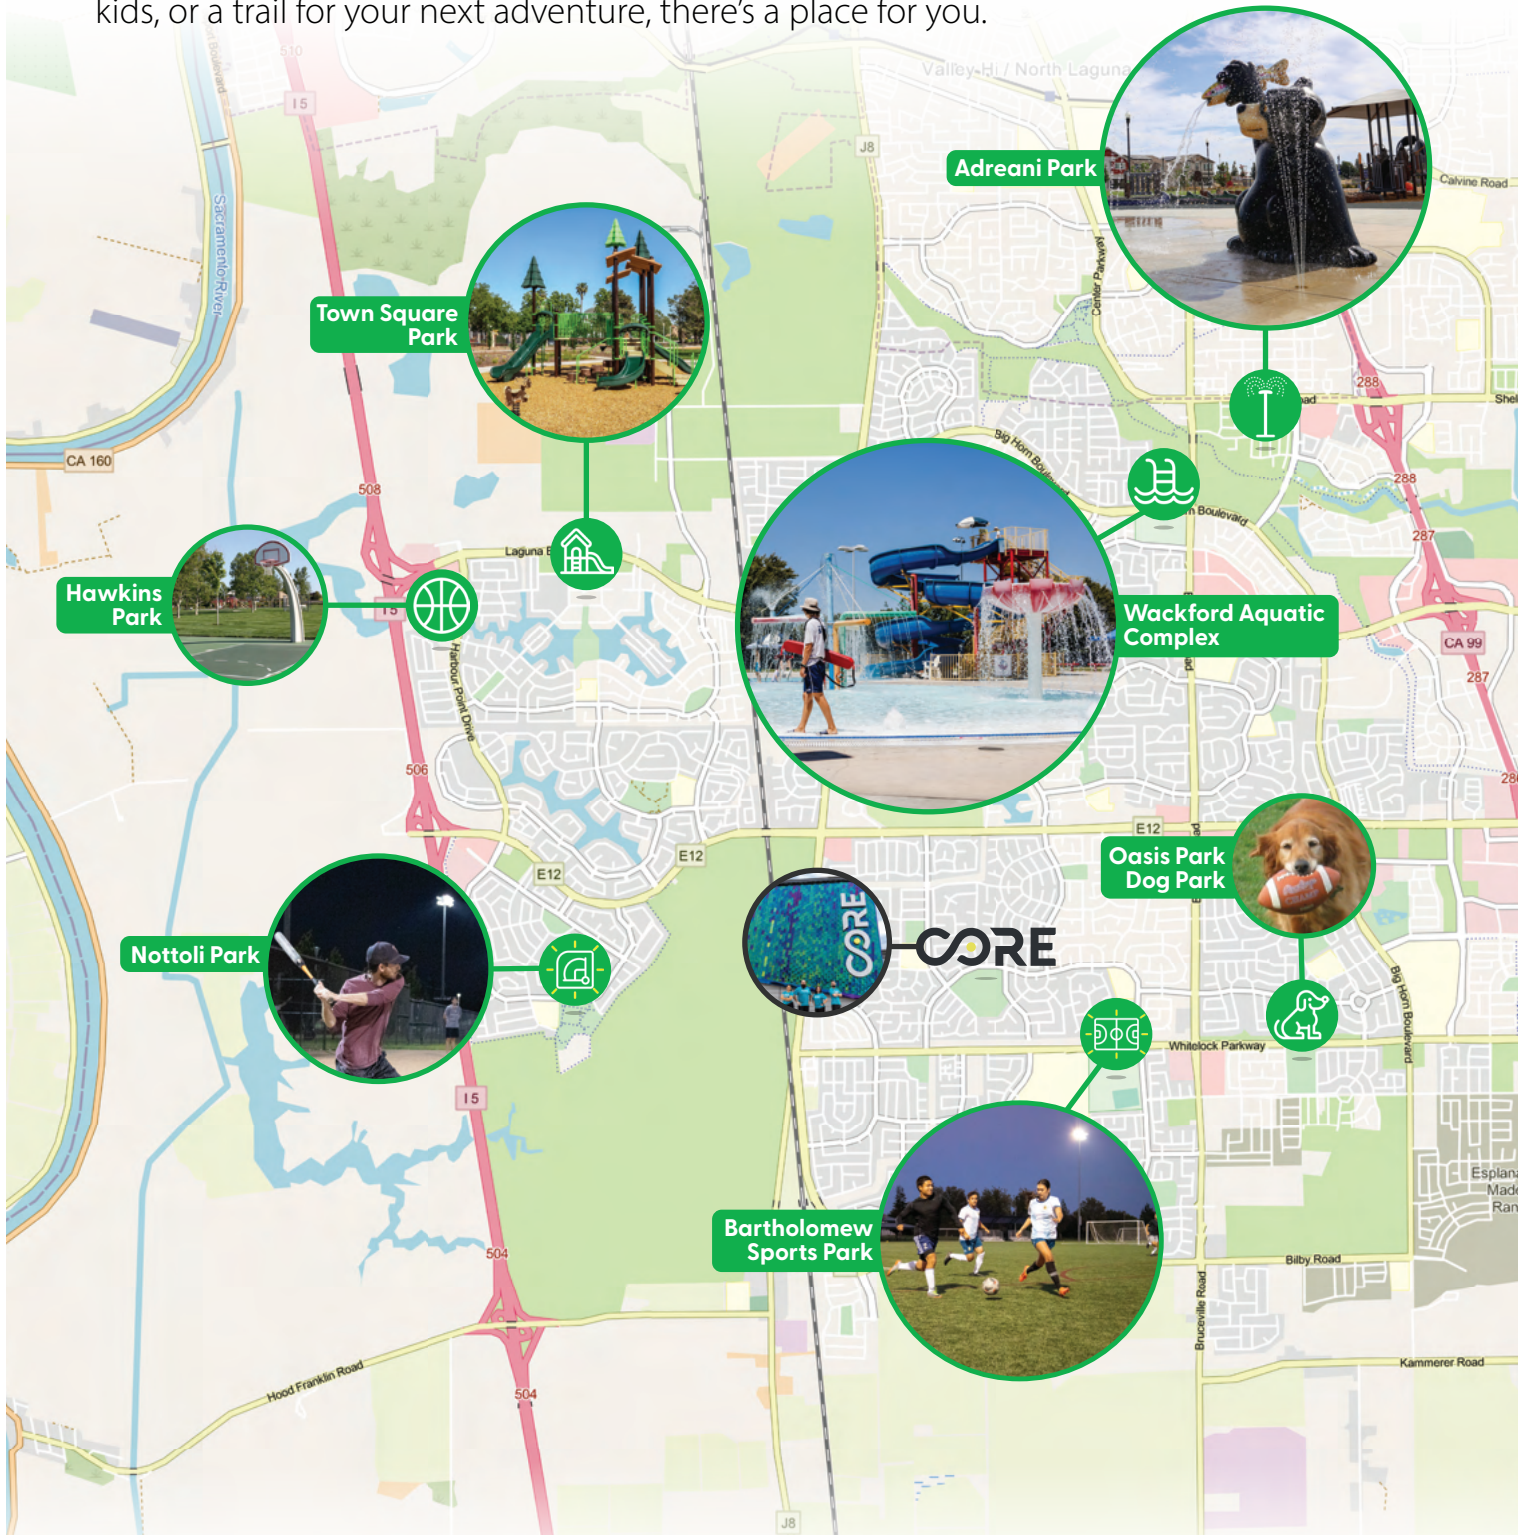 kids, or a trail for your next adventure, there's a place for you.
510
I 5
Valley Hi / North Laguna
J8
Adreani Park
Calvine Road
Sacramento River
Center Parkway
Town Square
Park
288
CA 160
Big Horn Boulevard
508
288
n Boulevard
287
Laguna
Hawkins
Park
I 5
Wackford Aquatic
Complex
CA 99
287
Harbour Point Drive
506
E12
E12
E12
Oasis Park
Dog Park
CORE
CORE
Nottoli Park
Big Horn Boulevard
Whitelock Parkway
I 5
Bartholomew
Sports Park
504
Bilby Road
Bruceville Road
Hood Franklin Road
Kammerer Road
504
J8